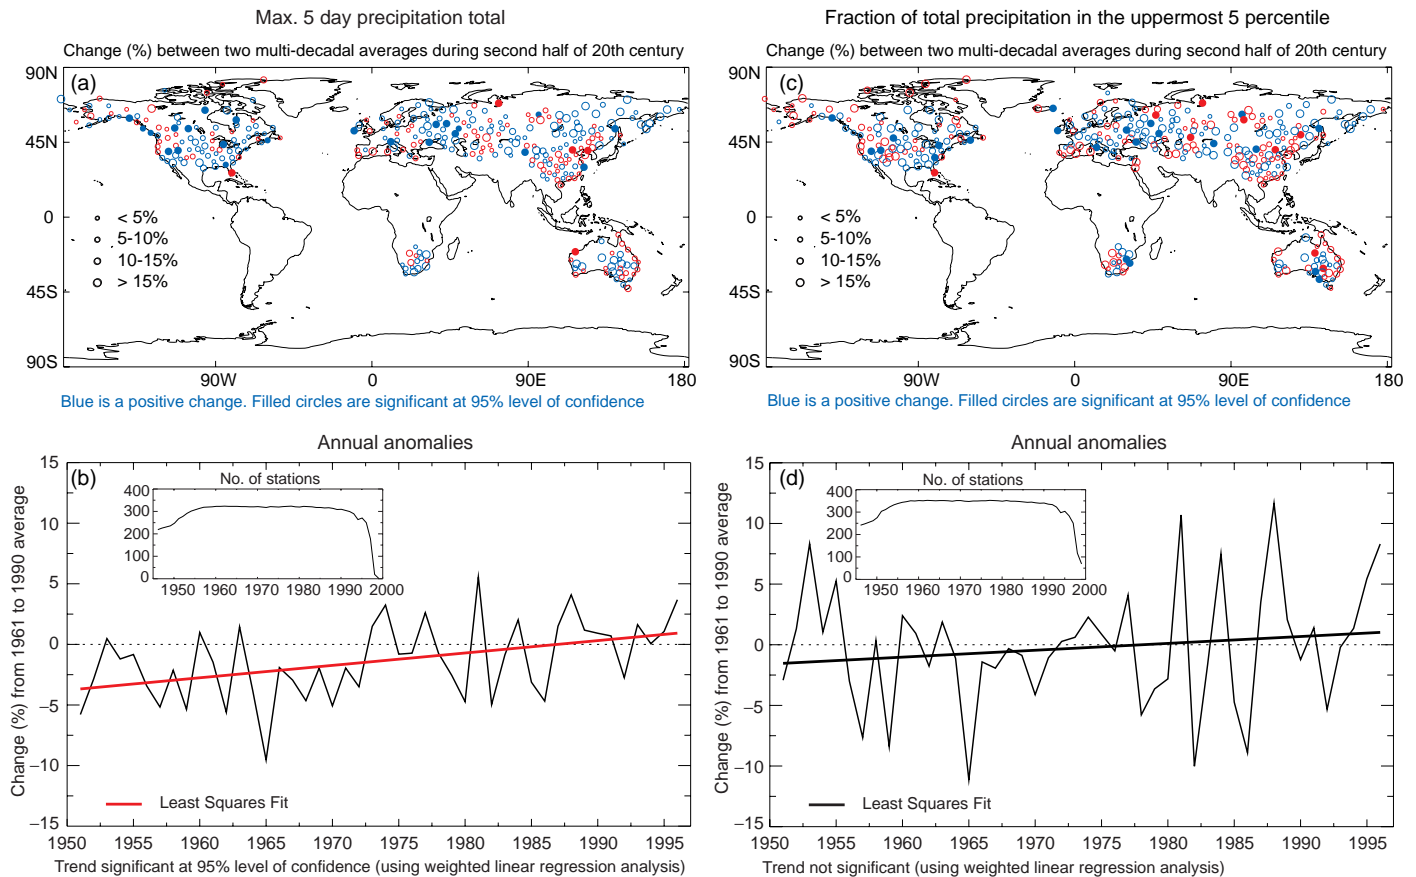 Max. 5 day precipitation total
Change (%) between two multi-decadal averages during second half of 20th century
(a)
90N
45N
0
45S
90S
< 5%
5-10%
10-15%
> 15%
90W 0 90E 180
Blue is a positive change. Filled circles are significant at 95% level of confidence
Fraction of total precipitation in the uppermost 5 percentile
Change (%) between two multi-decadal averages during second half of 20th century
(c)
90N
45N
0
45S
90S
< 5%
5-10%
10-15%
> 15%
90W 0 90E 180
Blue is a positive change. Filled circles are significant at 95% level of confidence
Annual anomalies
(b)
Change (%) from 1961 to 1990 average
15
10
5
0
−5
−10
−15
No. of stations
400
300
200
100
0
1950 1960 1970 1980 1990 2000
Least Squares Fit
1950 1955 1960 1965 1970 1975 1980 1985 1990 1995
Trend significant at 95% level of confidence (using weighted linear regression analysis)
Annual anomalies
(d)
Change (%) from 1961 to 1990 average
15
10
5
0
−5
−10
−15
No. of stations
400
300
200
100
0
1950 1960 1970 1980 1990 2000
Least Squares Fit
1950 1955 1960 1965 1970 1975 1980 1985 1990 1995
Trend not significant (using weighted linear regression analysis)